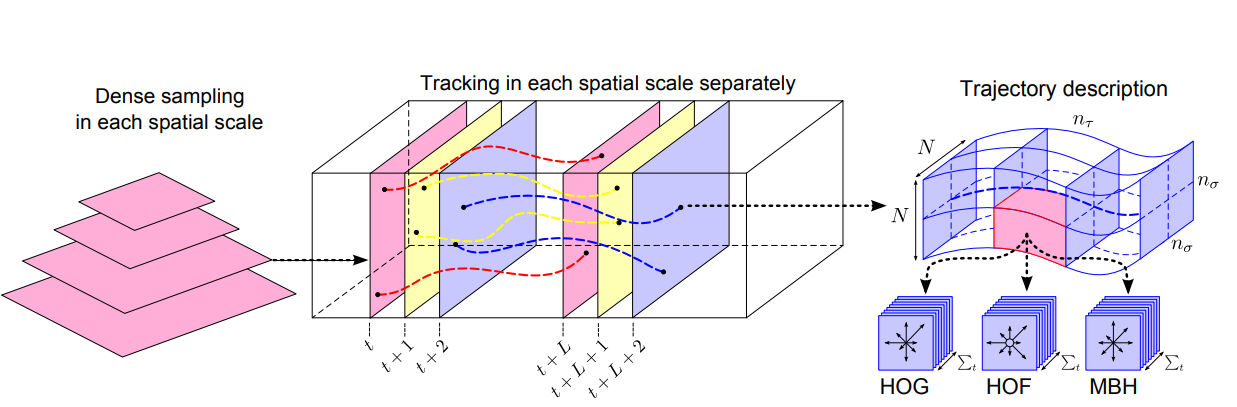 Dense sampling
in each spatial scale
Tracking in each spatial scale separately
Trajectory description
t
t + 1
t + 2
t + L
t + L + 1
t + L + 2
N
N
n_τ
n_σ
n_σ
Σ_t
Σ_t
Σ_t
HOG
HOF
MBH